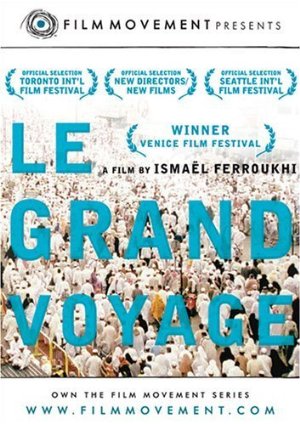 FILM MOVEMENT PRESENTS
OFFICIAL SELECTION
TORONTO INT'L
FILM FESTIVAL
OFFICIAL SELECTION
NEW DIRECTORS/
NEW FILMS
OFFICIAL SELECTION
SEATTLE INT'L
FILM FESTIVAL
WINNER
VENICE FILM FESTIVAL
LE
A FILM BY ISMAËL FERROUKHI
GRAND
VOYAGE
OWN THE FILM MOVEMENT SERIES
WWW.FILMMOVEMENT.COM